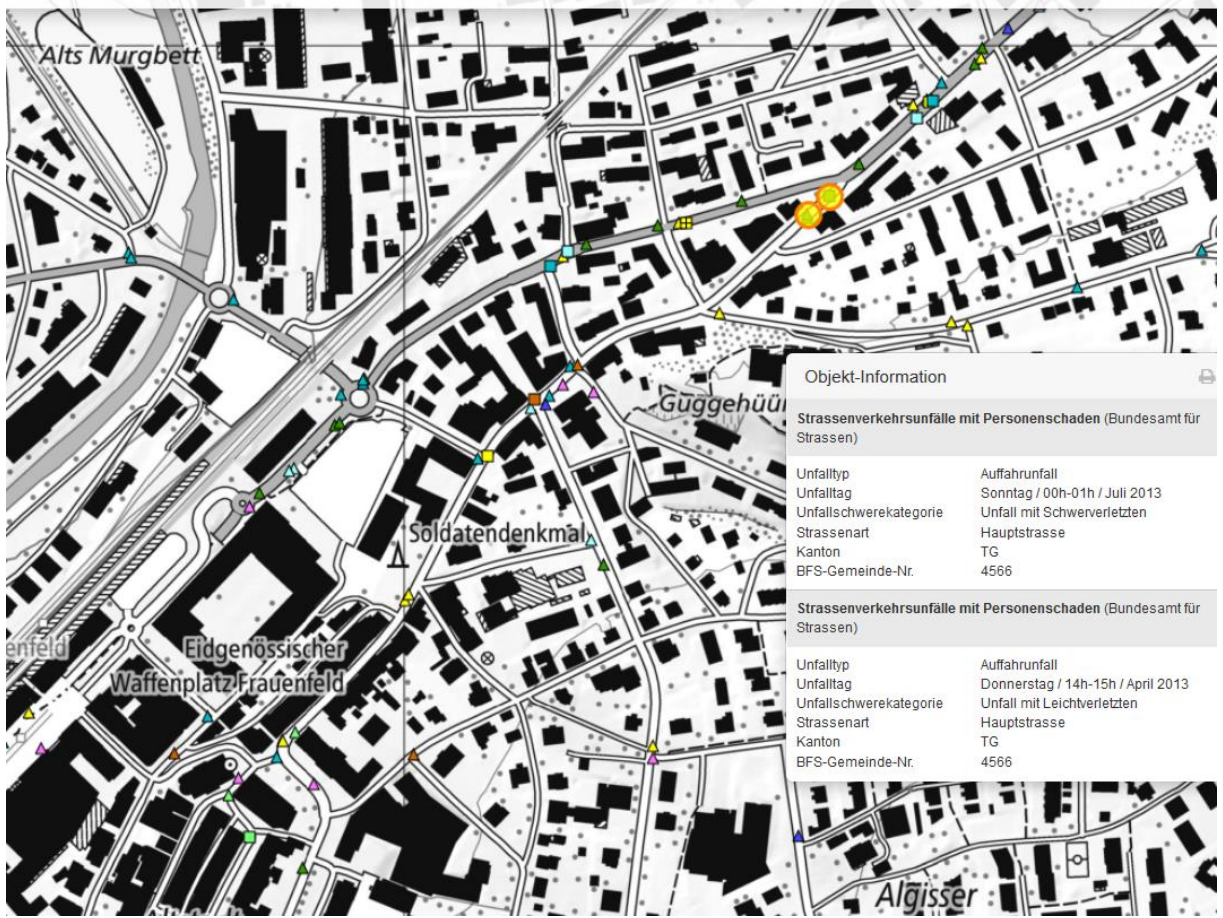 Alts Murgbett
Guggehüür
Objekt-Information
Strassenverkehrsunfälle mit Personenschaden (Bundesamt für
Strassen)
Unfalltyp Auffahrunfall
Unfalltag Sonntag / 00h-01h / Juli 2013
Unfallschwerekategorie Unfall mit Schwerverletzten
Strassenart Hauptstrasse
Kanton TG
BFS-Gemeinde-Nr. 4566
Strassenverkehrsunfälle mit Personenschaden (Bundesamt für
Strassen)
Unfalltyp Auffahrunfall
Unfalltag Donnerstag / 14h-15h / April 2013
Unfallschwerekategorie Unfall mit Leichtverletzten
Strassenart Hauptstrasse
Kanton TG
BFS-Gemeinde-Nr. 4566
Soldatendenkmal
enfeld
Eidgenössischer
Waffenplatz Frauenfeld
Algisser